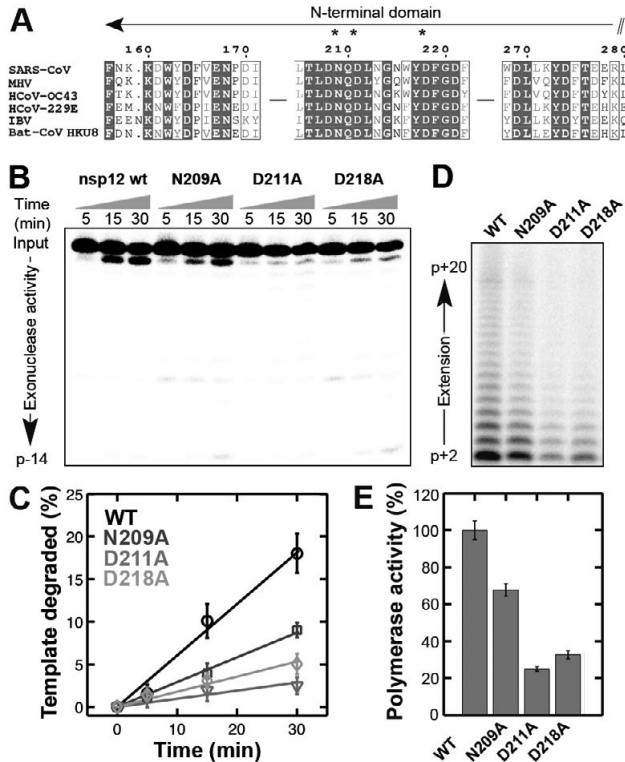 A
N-terminal domain
160 170 210 220 270 280
* * *
SARS-CoV FNK.KDWYDFVENPDI LTLDNQDLNGNWYDFGDF WDLLKYDFTEERL
MHV
HCoV-OC43
HCoV-229E
IBV
Bat-CoV HKU8
B
nsp12 wt N209A D211A D218A
Time (min)
5 15 30 5 15 30 5 15 30 5 15 30
Input
Exonuclease activity
p-14
D
WT N209A D211A D218A
p+20
Extension
p+2
C
Template degraded (%)
25
20
15
10
5
0
WT
N209A
D211A
D218A
0 10 20 30
Time (min)
E
Polymerase activity (%)
120
100
80
60
40
20
0
WT N209A D211A D218A